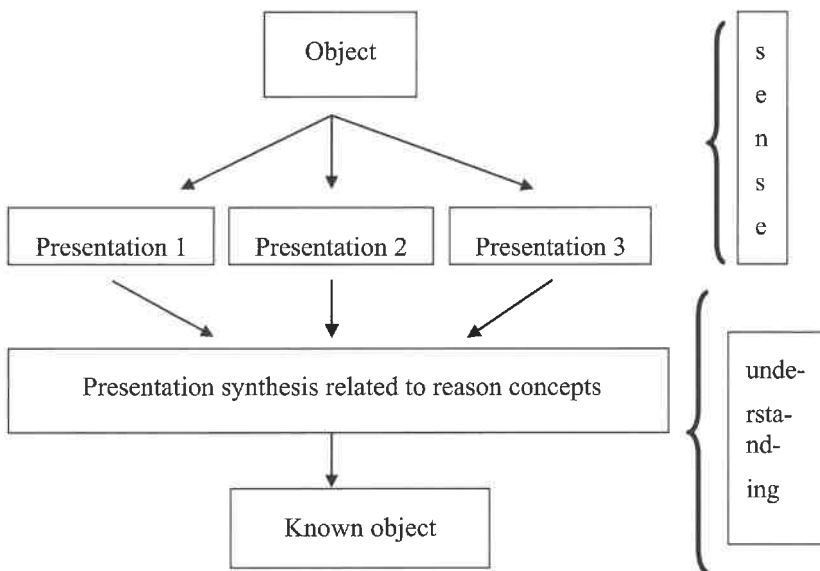 Object
s
e
n
s
e
Presentation 1
Presentation 2
Presentation 3
Presentation synthesis related to reason concepts
unde-
rsta-
nd-
ing
Known object